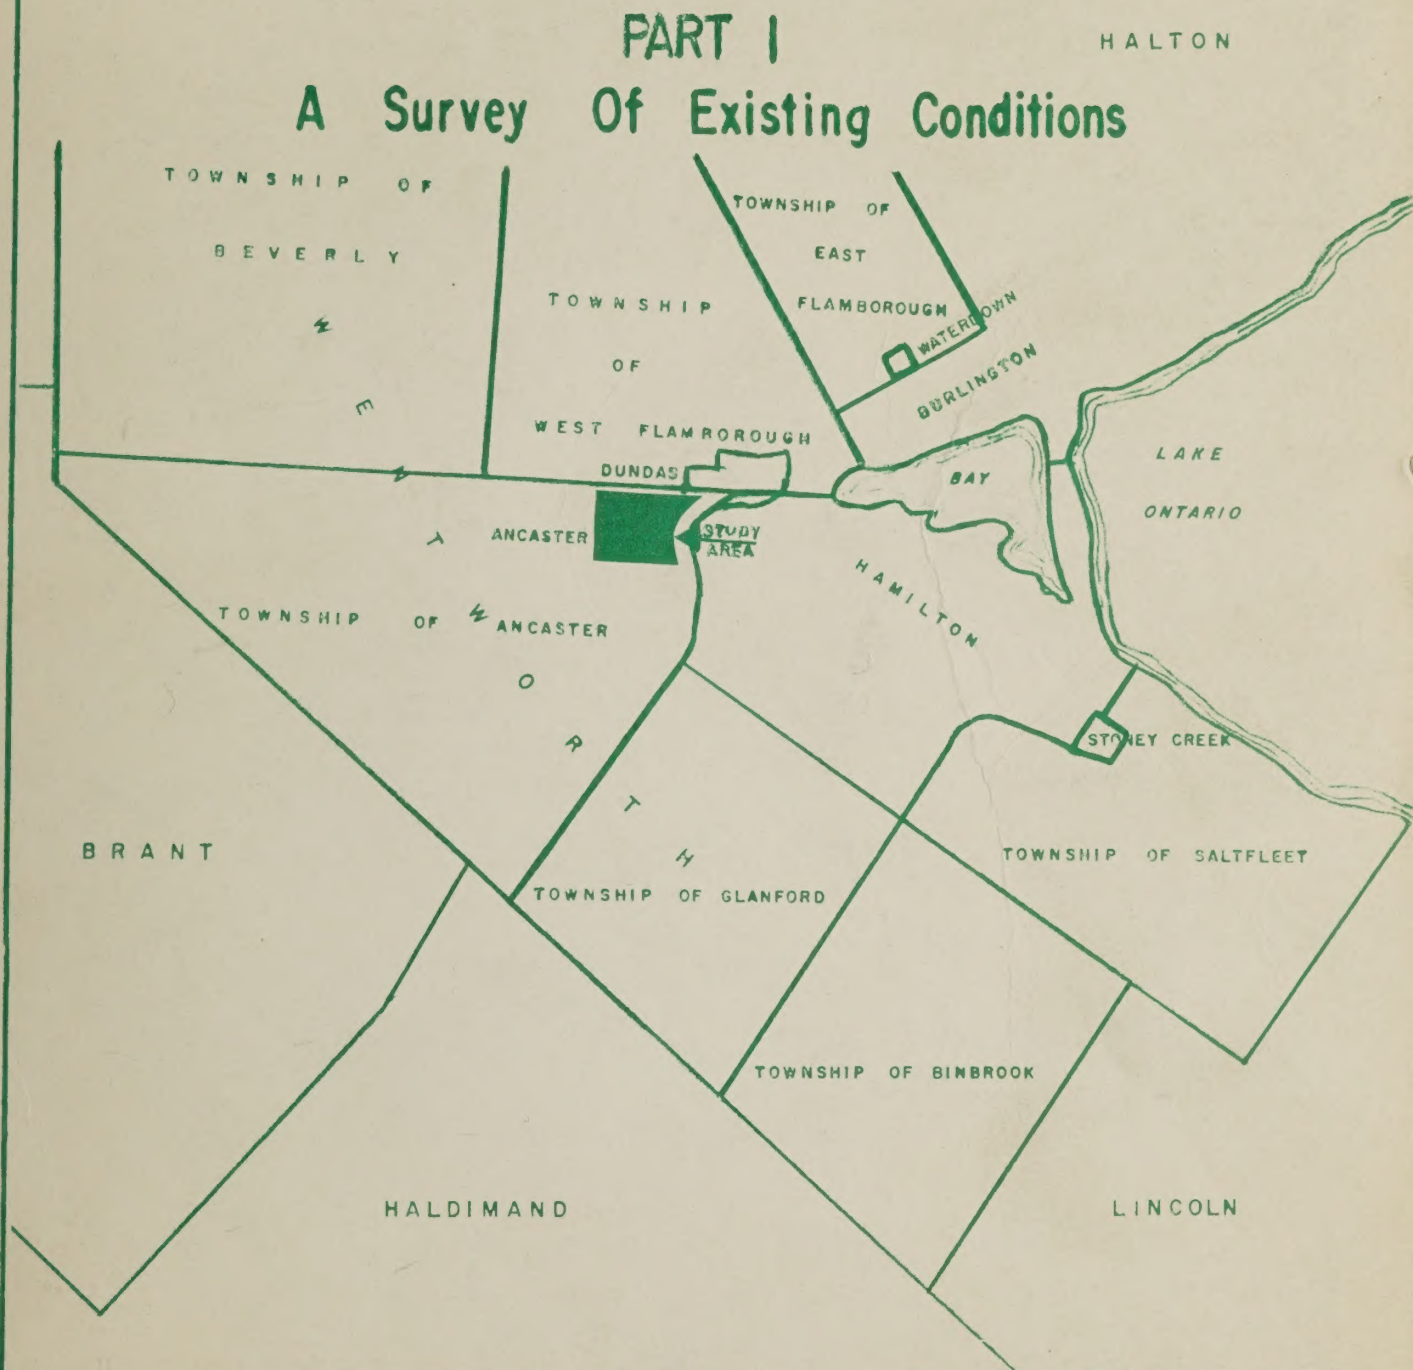 PART I
HALTON
A Survey Of Existing Conditions
TOWNSHIP OF
BEVERLY
TOWNSHIP OF
EAST
FLAMBOROUGH
WATERDOWN
BURLINGTON
TOWNSHIP
OF
WEST FLAMBOROUGH
DUNDAS
BAY
LAKE
ONTARIO
ANCASTER
STUDY
AREA
HAMILTON
TOWNSHIP OF ANCASTER
WENTWORTH
STONEY CREEK
BRANT
TOWNSHIP OF SALTFLEET
TOWNSHIP OF GLANFORD
TOWNSHIP OF BINBROOK
HALDIMAND
LINCOLN